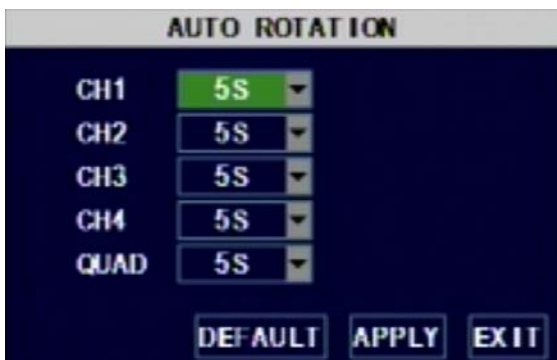 AUTO ROTATION
CH1 5S
CH2 5S
CH3 5S
CH4 5S
QUAD 5S
DEFAULT APPLY EXIT